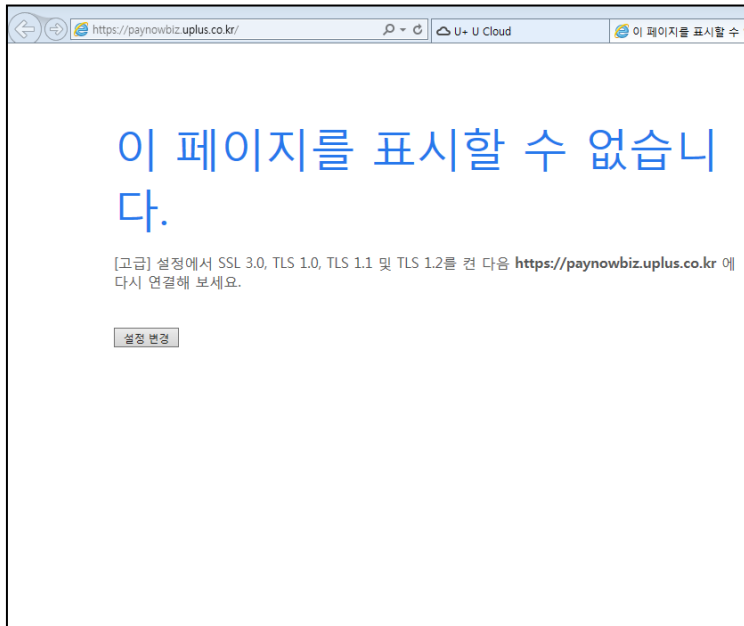 https://paynowbiz.uplus.co.kr/
U+ U Cloud
이 페이지를 표시할 수
이 페이지를 표시할 수 없습니
다.
[고급] 설정에서 SSL 3.0, TLS 1.0, TLS 1.1 및 TLS 1.2를 켠 다음 https://paynowbiz.uplus.co.kr 에
다시 연결해 보세요.
설정 변경